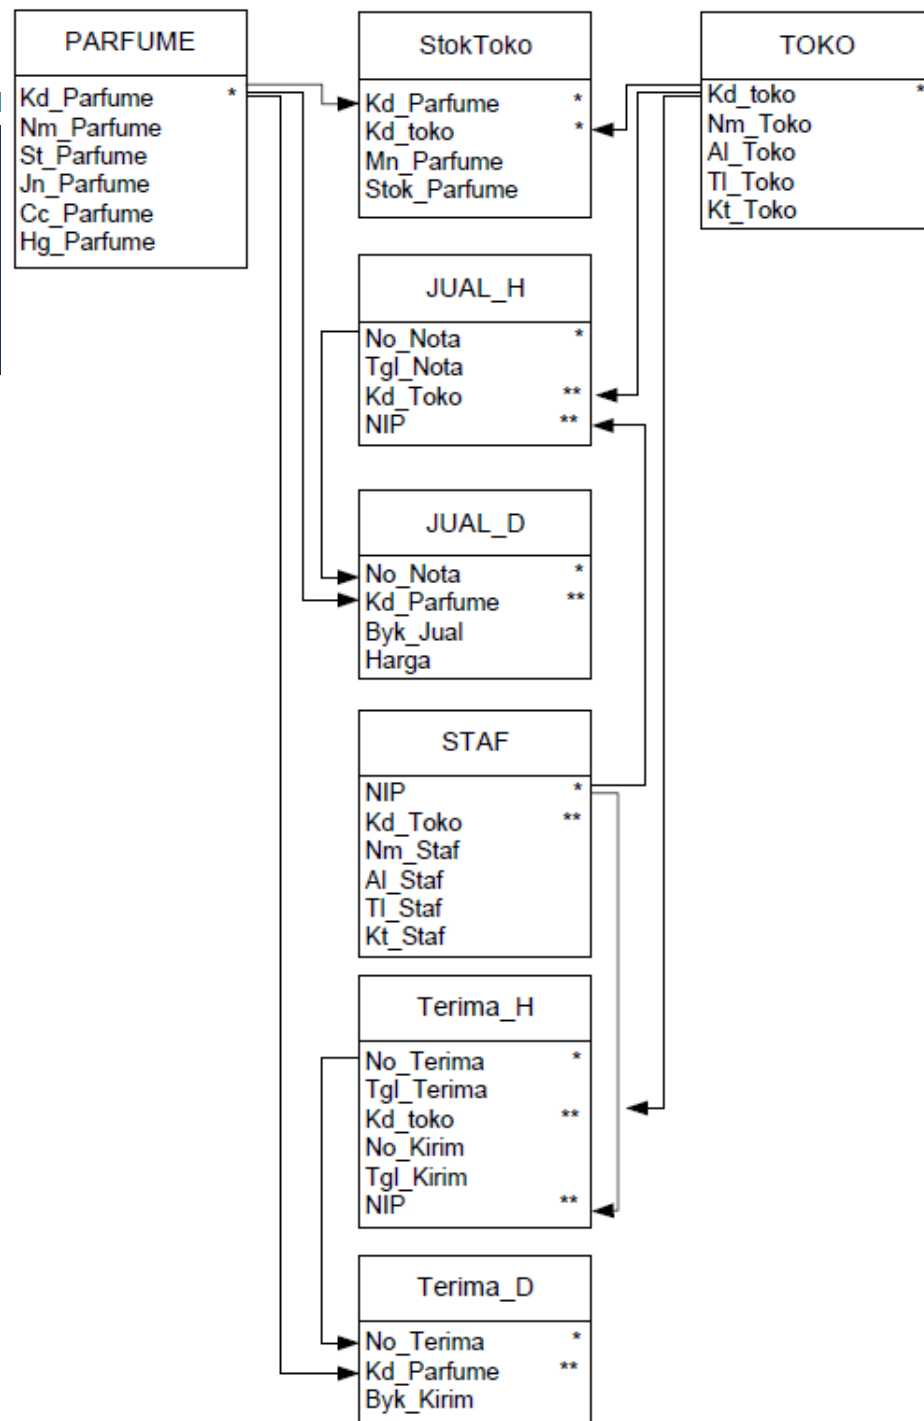 PARFUME
Kd_Parfume *
Nm_Parfume
St_Parfume
Jn_Parfume
Cc_Parfume
Hg_Parfume
StokToko
Kd_Parfume *
Kd_toko *
Mn_Parfume
Stok_Parfume
TOKO
Kd_toko *
Nm_Toko
Al_Toko
Tl_Toko
Kt_Toko
JUAL_H
No_Nota *
Tgl_Nota
Kd_Toko **
NIP **
JUAL_D
No_Nota *
Kd_Parfume **
Byk_Jual
Harga
STAF
NIP *
Kd_Toko **
Nm_Staf
Al_Staf
Tl_Staf
Kt_Staf
Terima_H
No_Terima *
Tgl_Terima
Kd_toko **
No_Kirim
Tgl_Kirim
NIP **
Terima_D
No_Terima *
Kd_Parfume **
Byk_Kirim